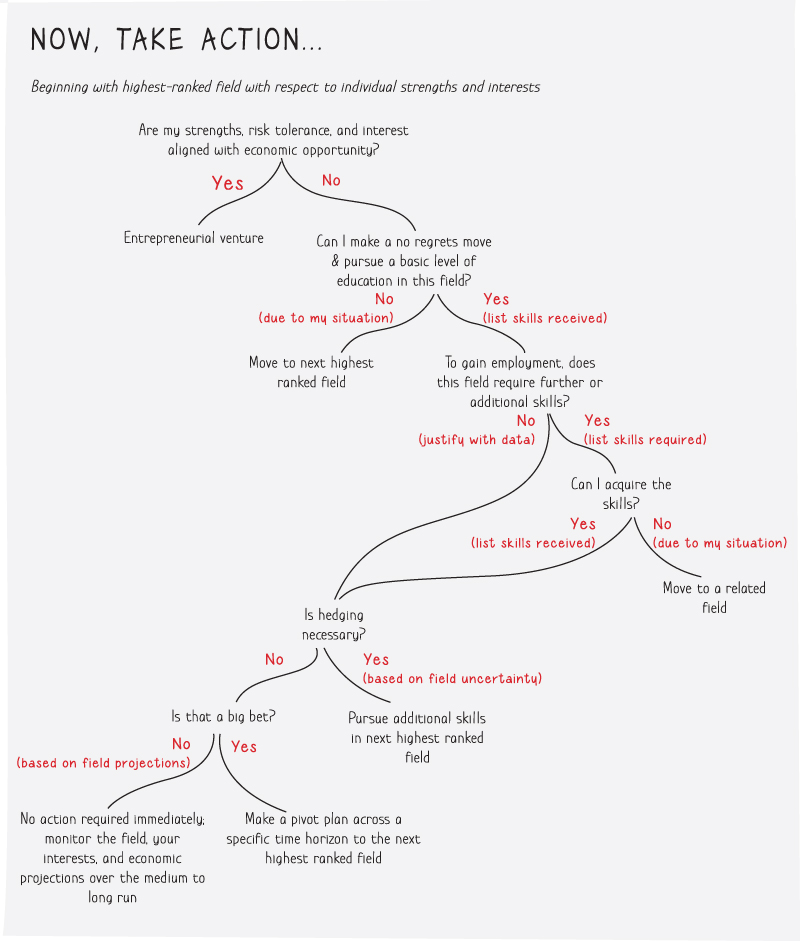 NOW, TAKE ACTION...
Beginning with highest-ranked field with respect to individual strengths and interests
Are my strengths, risk tolerance, and interest
aligned with economic opportunity?
Yes
No
Entrepreneurial venture
Can I make a no regrets move
& pursue a basic level of
education in this field?
No
(due to my situation)
Yes
(list skills received)
Move to next highest
ranked field
To gain employment, does
this field require further or
additional skills?
No
(justify with data)
Yes
(list skills required)
Can I acquire the
skills?
Yes
(list skills received)
No
(due to my situation)
Move to a related
field
Is hedging
necessary?
No
Yes
(based on field uncertainty)
Is that a big bet?
Pursue additional skills
in next highest ranked
field
No
(based on field projections)
Yes
No action required immediately;
monitor the field, your
interests, and economic
projections over the medium to
long run
Make a pivot plan across a
specific time horizon to the next
highest ranked field